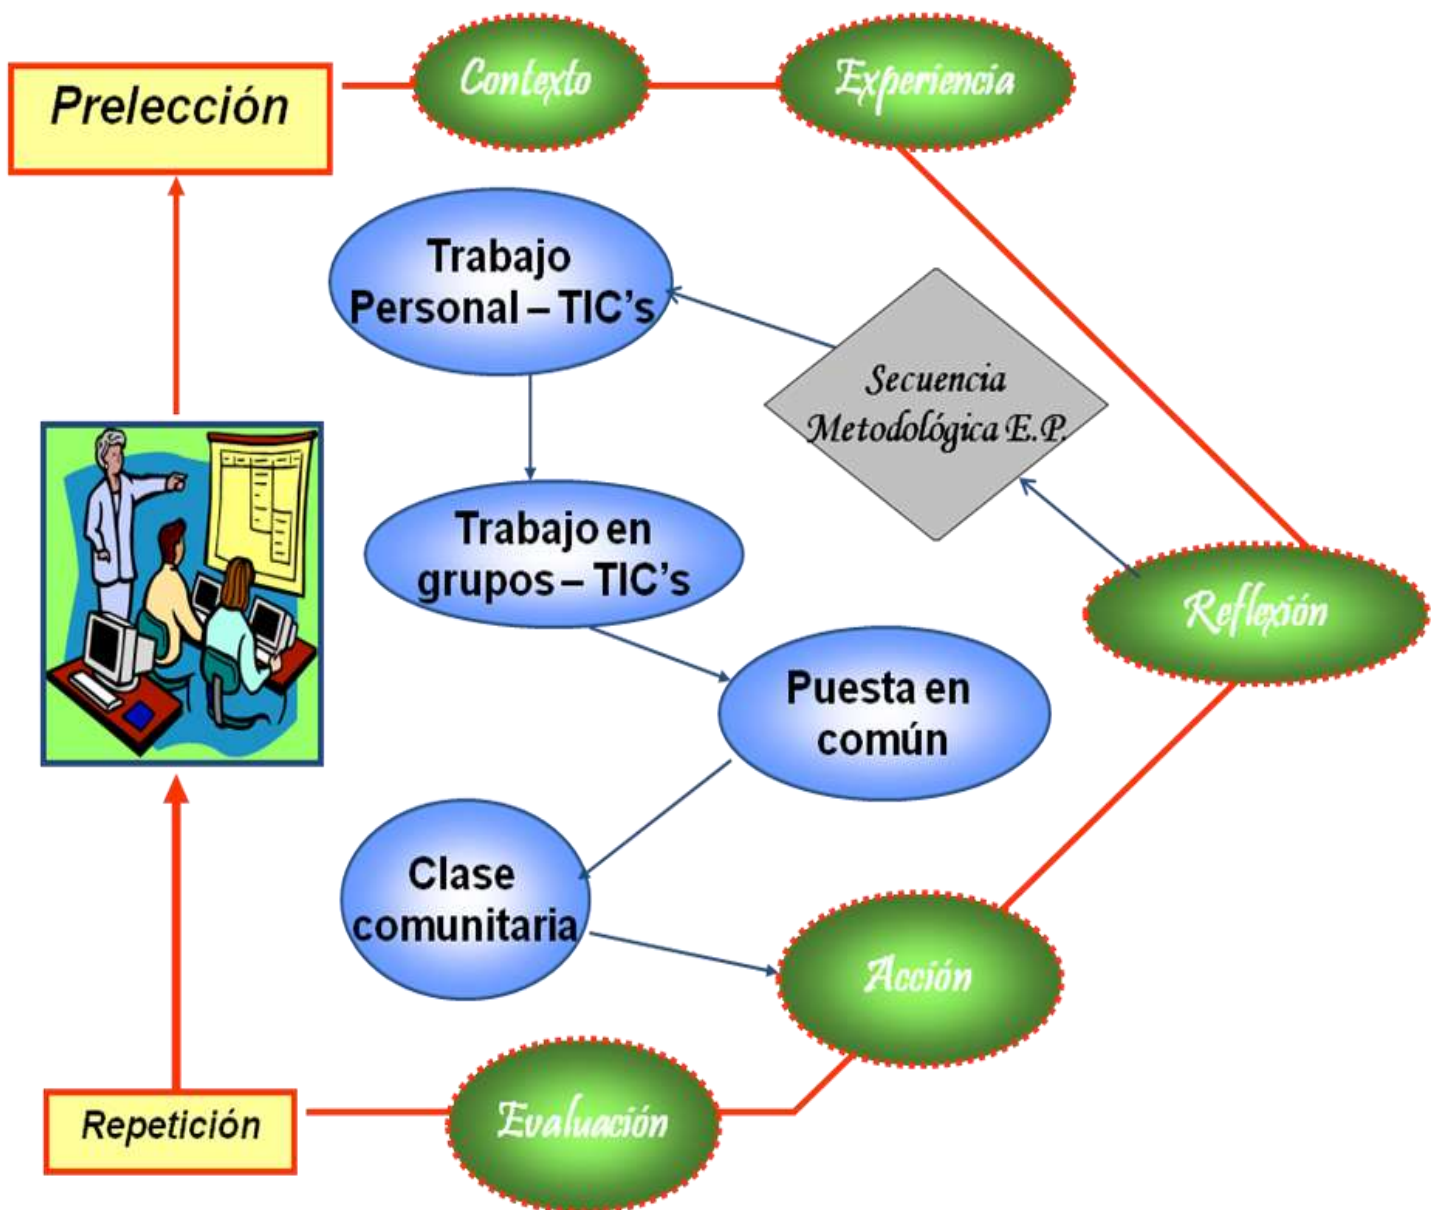 Prelección
Contexto
Experiencia
Trabajo
Personal – TIC's
Secuencia
Metodológica E.P.
Trabajo en
grupos – TIC's
Reflexión
Puesta en
común
Clase
comunitaria
Acción
Evaluación
Repetición